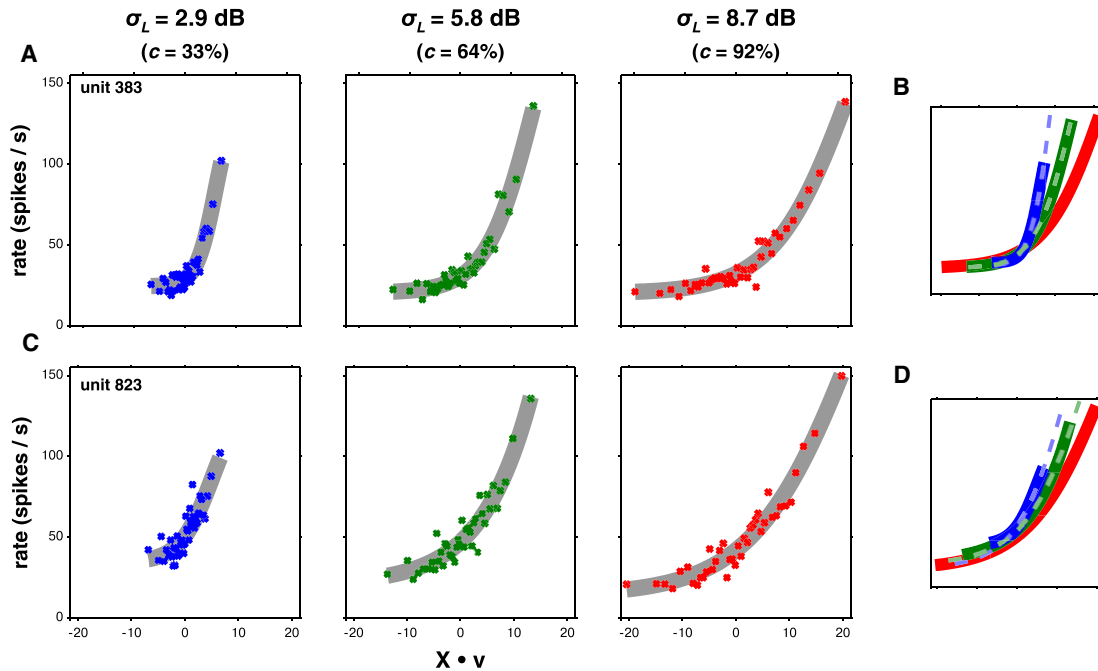 σL = 2.9 dB σL = 5.8 dB σL = 8.7 dB
(c = 33%) (c = 64%) (c = 92%)
A
B
unit 383
150
100
50
0
rate (spikes / s)
C
D
unit 823
150
100
50
0
rate (spikes / s)
-20 -10 0 10 20 -20 -10 0 10 20 -20 -10 0 10 20
X • v